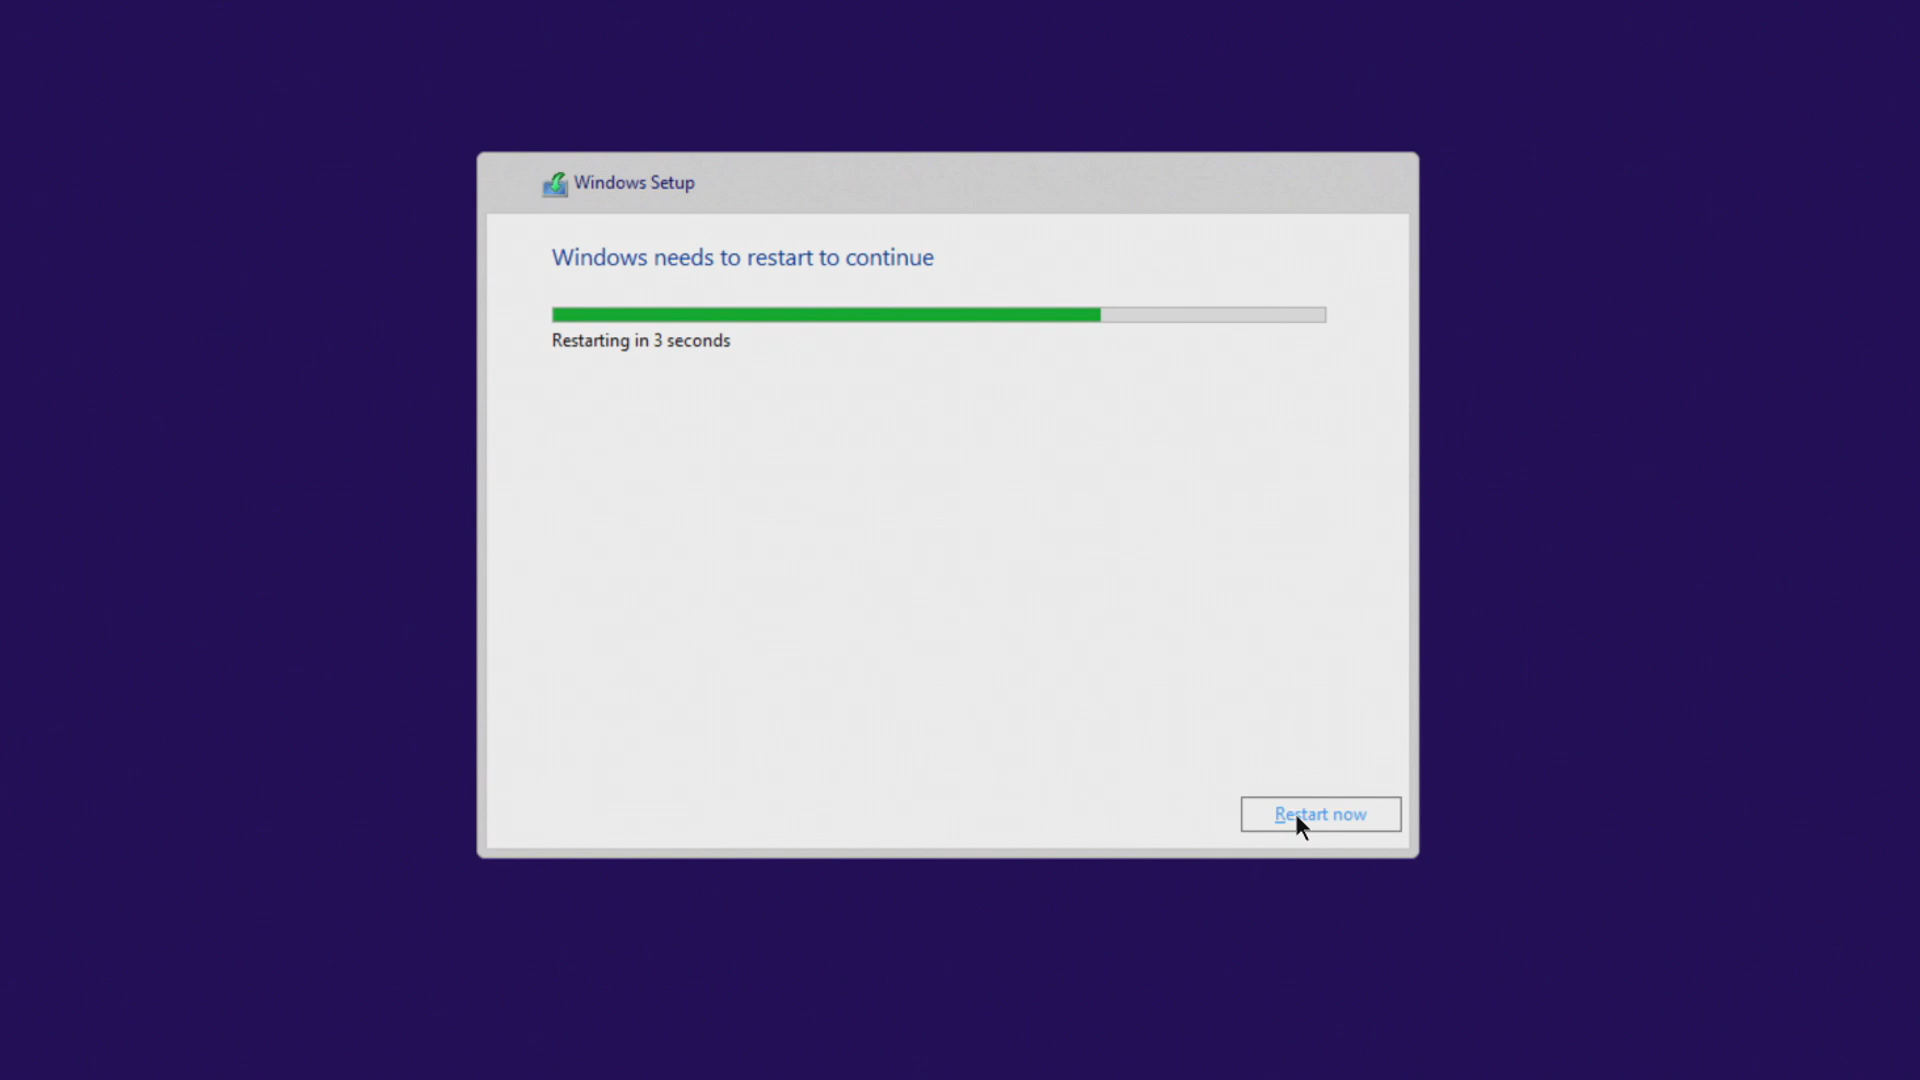 Windows Setup
Windows needs to restart to continue
Restarting in 3 seconds
Restart now